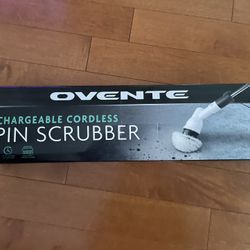 OVENTE
CHARGEABLE CORDLESS
PIN SCRUBBER